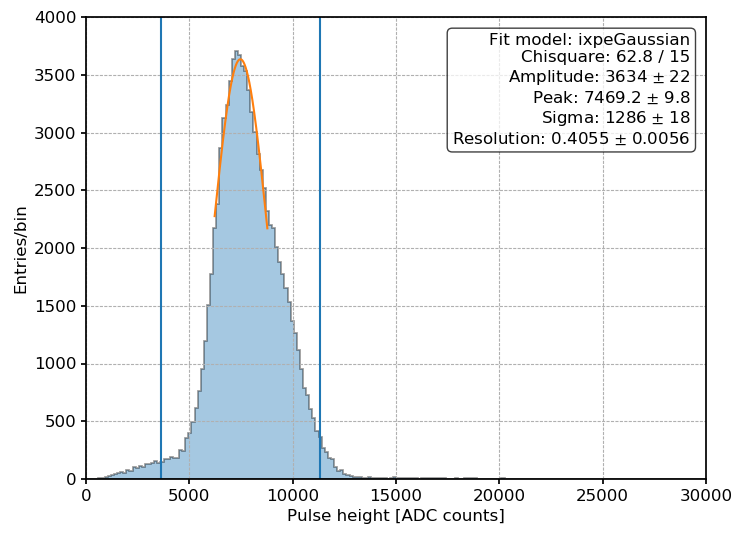 4000
3500
3000
2500
2000
1500
1000
500
0
Entries/bin
Fit model: ixpeGaussian
Chisquare: 62.8 / 15
Amplitude: 3634 ± 22
Peak: 7469.2 ± 9.8
Sigma: 1286 ± 18
Resolution: 0.4055 ± 0.0056
0 5000 10000 15000 20000 25000 30000
Pulse height [ADC counts]